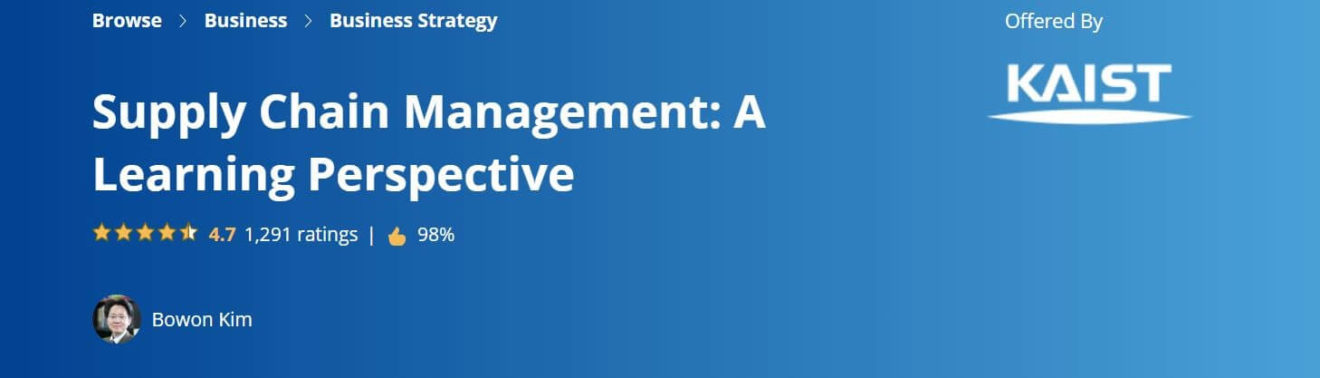 Browse > Business > Business Strategy
Offered By
KAIST
Supply Chain Management: A
Learning Perspective
4.7 1,291 ratings | 98%
Bowon Kim